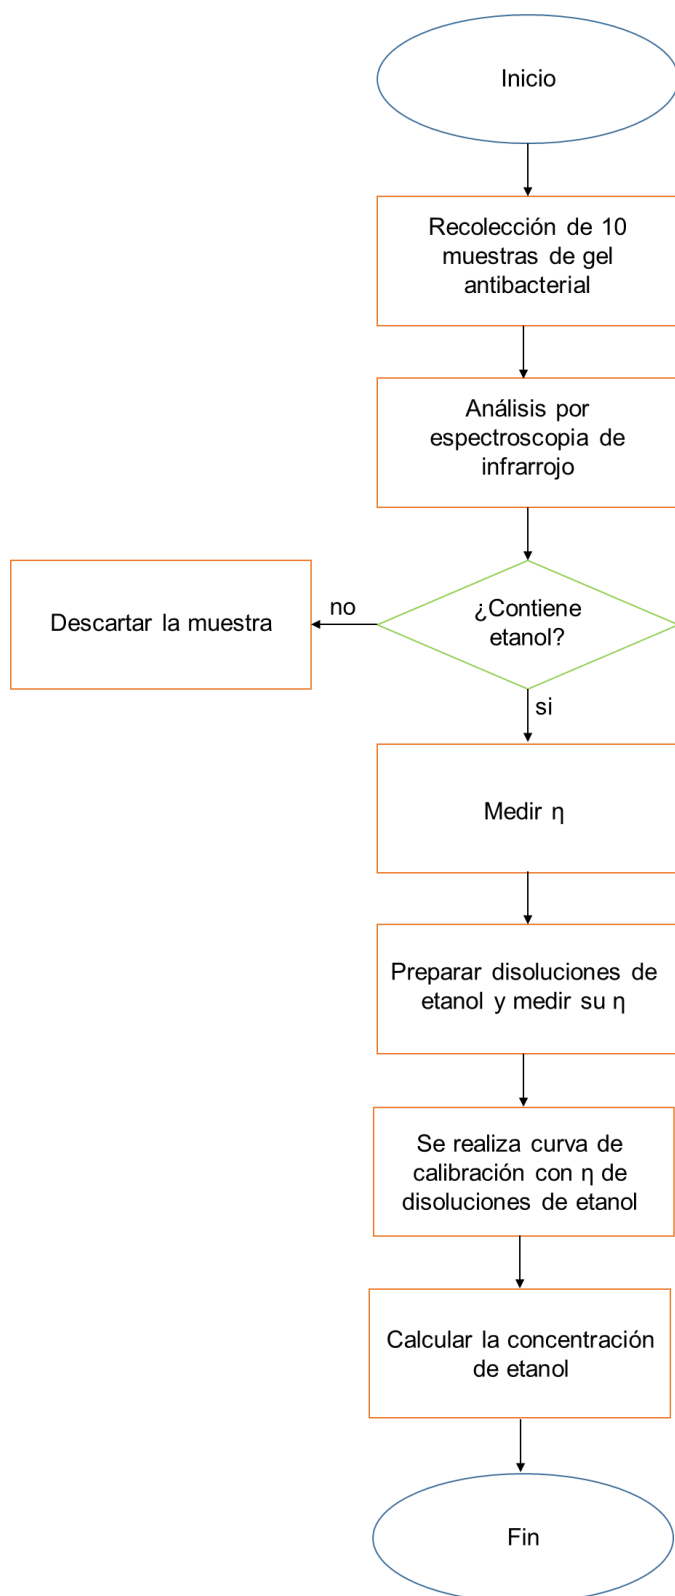 Inicio
Recolección de 10
muestras de gel
antibacterial
Análisis por
espectroscopia de
infrarrojo
¿Contiene
etanol?
no
Descartar la muestra
si
Medir η
Preparar disoluciones de
etanol y medir su η
Se realiza curva de
calibración con η de
disoluciones de etanol
Calcular la concentración
de etanol
Fin